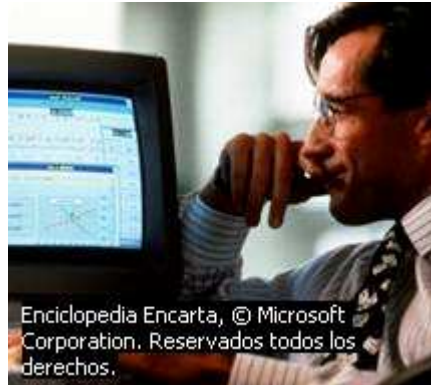 Enciclopedia Encarta, © Microsoft
Corporation. Reservados todos los
derechos.